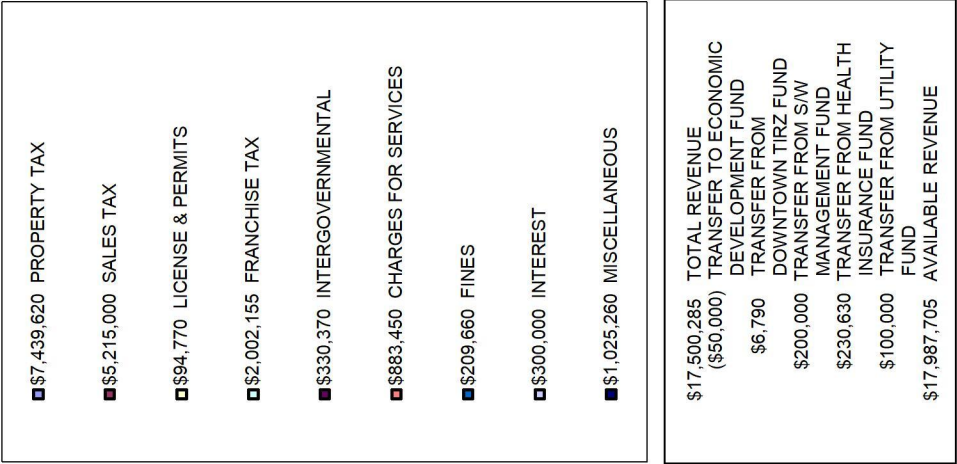 $7,439,620 PROPERTY TAX
$5,215,000 SALES TAX
$94,770 LICENSE & PERMITS
$2,002,155 FRANCHISE TAX
$330,370 INTERGOVERNMENTAL
$883,450 CHARGES FOR SERVICES
$209,660 FINES
$300,000 INTEREST
$1,025,260 MISCELLANEOUS
$17,500,285 TOTAL REVENUE
($50,000) TRANSFER TO ECONOMIC
DEVELOPMENT FUND
$6,790 TRANSFER FROM
DOWNTOWN TIRZ FUND
$200,000 TRANSFER FROM S/W
MANAGEMENT FUND
$230,630 TRANSFER FROM HEALTH
INSURANCE FUND
$100,000 TRANSFER FROM UTILITY
FUND
$17,987,705 AVAILABLE REVENUE